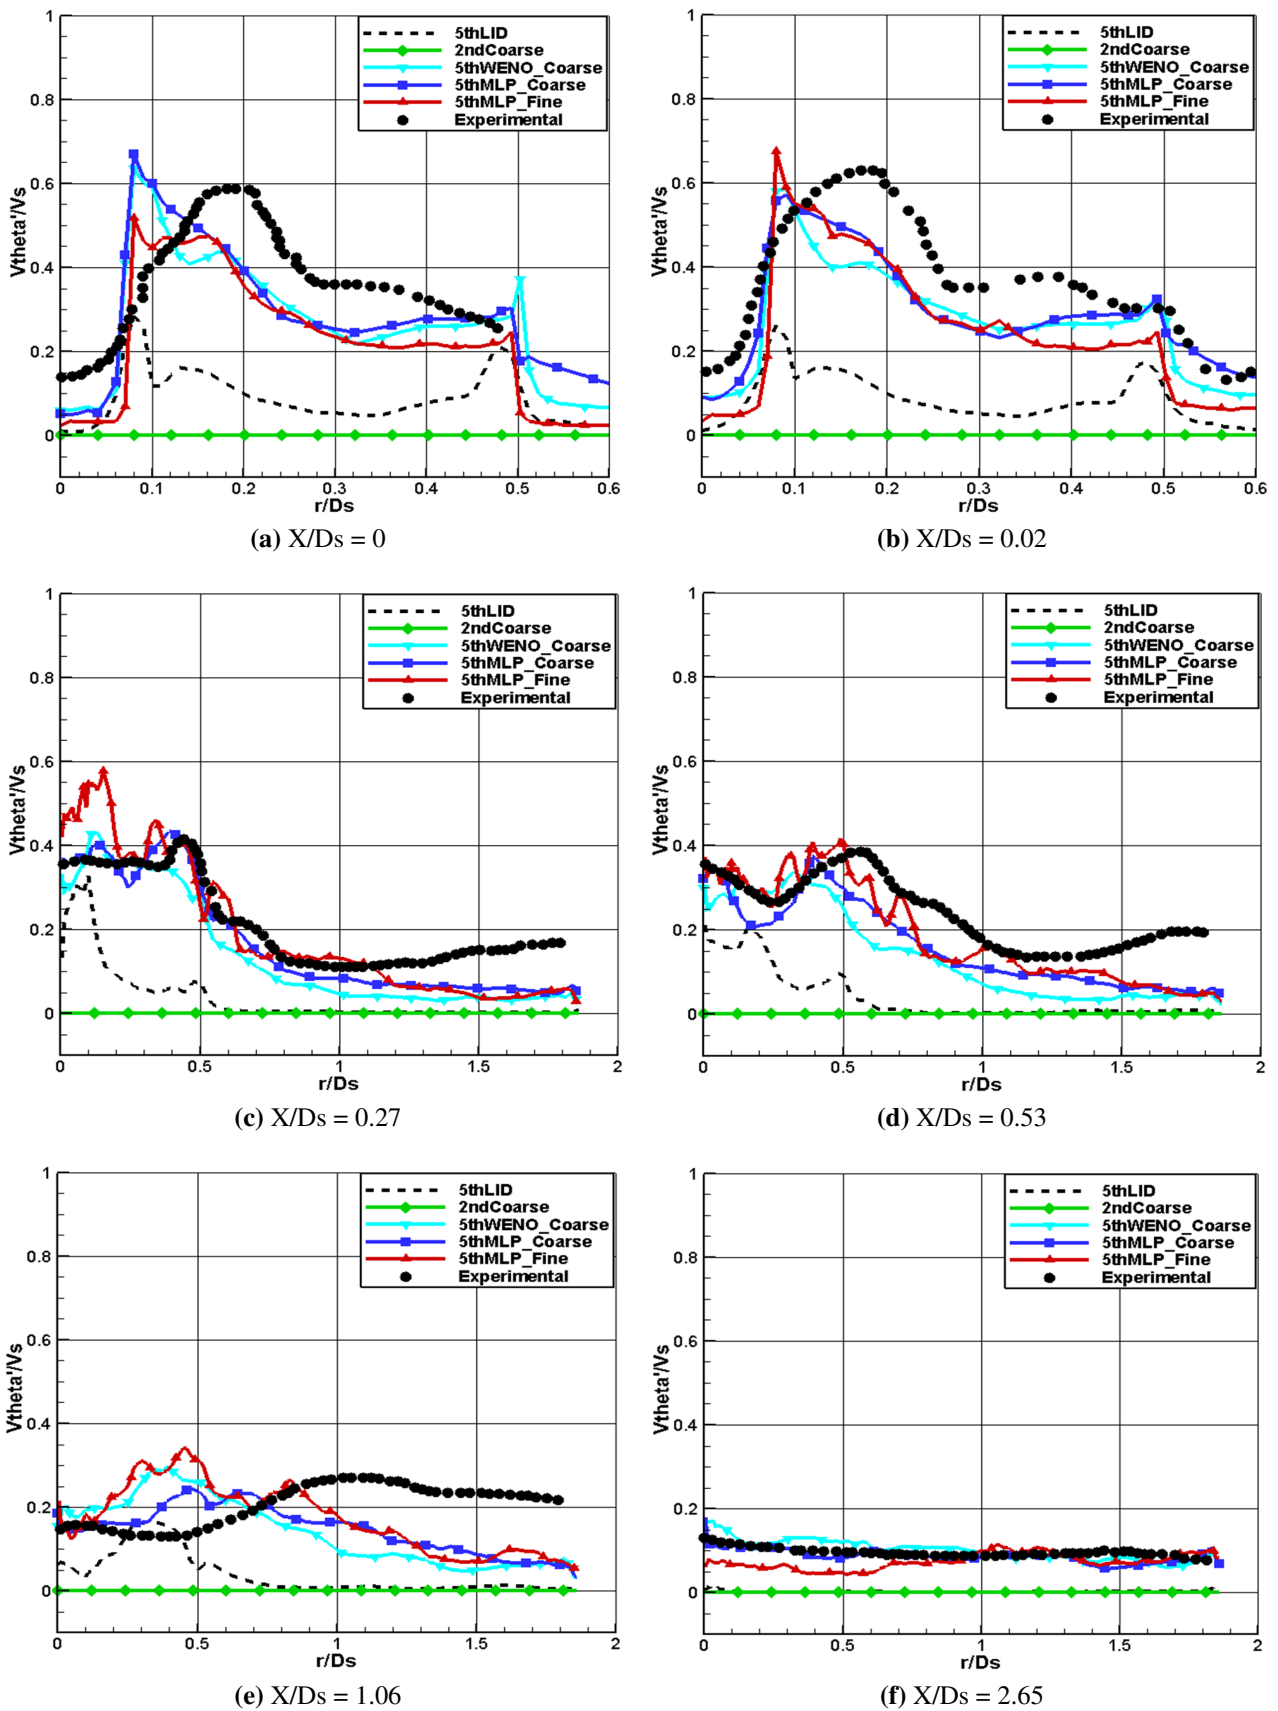 1
0.8
0.6
0.4
0.2
0
Vtheta'/Vs
5thLID
2ndCoarse
5thWENO_Coarse
5thMLP_Coarse
5thMLP_Fine
Experimental
0 0.1 0.2 0.3 0.4 0.5 0.6
r/Ds
(a) X/Ds = 0
1
0.8
0.6
0.4
0.2
0
Vtheta'/Vs
5thLID
2ndCoarse
5thWENO_Coarse
5thMLP_Coarse
5thMLP_Fine
Experimental
0 0.1 0.2 0.3 0.4 0.5 0.6
r/Ds
(b) X/Ds = 0.02
1
0.8
0.6
0.4
0.2
0
Vtheta'/Vs
5thLID
2ndCoarse
5thWENO_Coarse
5thMLP_Coarse
5thMLP_Fine
Experimental
0 0.5 1 1.5 2
r/Ds
(c) X/Ds = 0.27
1
0.8
0.6
0.4
0.2
0
Vtheta'/Vs
5thLID
2ndCoarse
5thWENO_Coarse
5thMLP_Coarse
5thMLP_Fine
Experimental
0 0.5 1 1.5 2
r/Ds
(d) X/Ds = 0.53
1
0.8
0.6
0.4
0.2
0
Vtheta'/Vs
5thLID
2ndCoarse
5thWENO_Coarse
5thMLP_Coarse
5thMLP_Fine
Experimental
0 0.5 1 1.5 2
r/Ds
(e) X/Ds = 1.06
1
0.8
0.6
0.4
0.2
0
Vtheta'/Vs
5thLID
2ndCoarse
5thWENO_Coarse
5thMLP_Coarse
5thMLP_Fine
Experimental
0 0.5 1 1.5 2
r/Ds
(f) X/Ds = 2.65